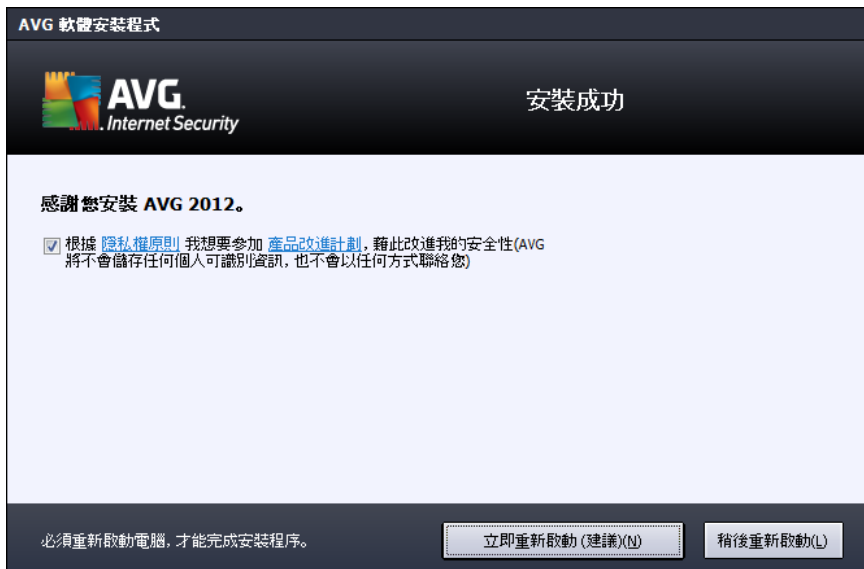 AVG 軟體安裝程式
AVG.
Internet Security
安裝成功
感謝您安裝 AVG 2012。
根據 隱私權原則 我想要參加 產品改進計劃, 藉此改進我的安全性(AVG
將不會儲存任何個人可識別資訊, 也不會以任何方式聯絡您)
必須重新啟動電腦, 才能完成安裝程序。
立即重新啟動 (建議)(N)
稍後重新啟動(L)